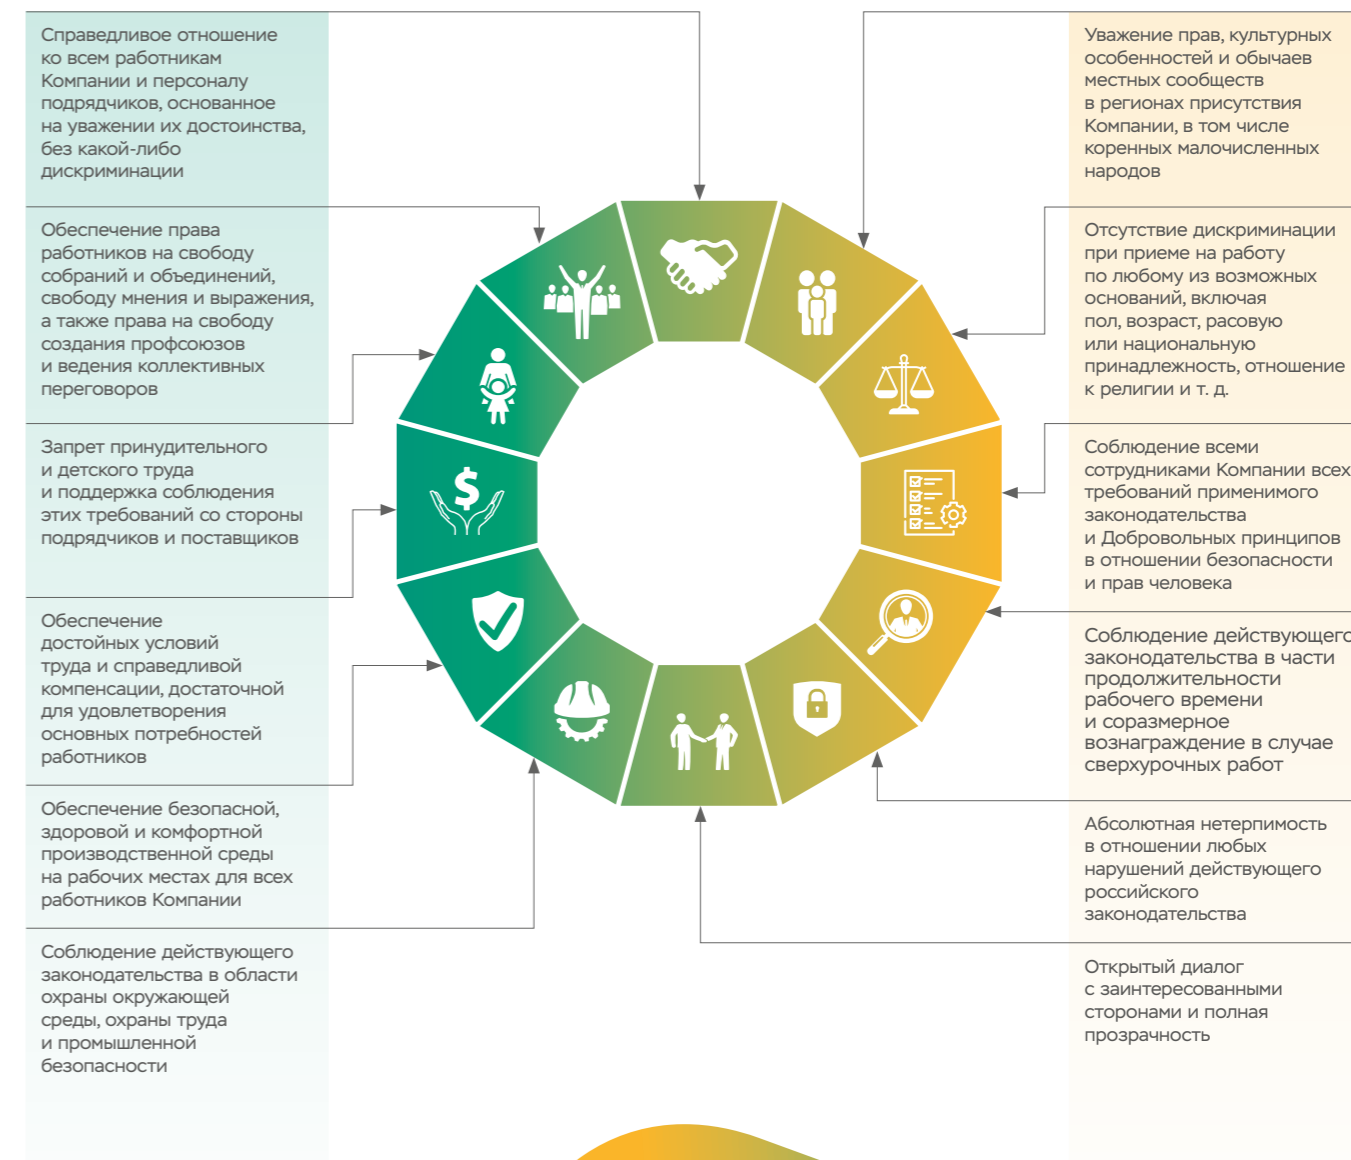 Справедливое отношение
ко всем работникам
Компании и персоналу
подрядчиков, основанное
на уважении их достоинства,
без какой-либо
дискриминации
Обеспечение права
работников на свободу
собраний и объединений,
свободу мнения и выражения,
а также права на свободу
создания профсоюзов
и ведения коллективных
переговоров
Запрет принудительного
и детского труда
и поддержка соблюдения
этих требований со стороны
подрядчиков и поставщиков
Обеспечение
достойных условий
труда и справедливой
компенсации, достаточной
для удовлетворения
основных потребностей
работников
Обеспечение безопасной,
здоровой и комфортной
производственной среды
на рабочих местах для всех
работников Компании
Соблюдение действующего
законодательства в области
охраны окружающей
среды, охраны труда
и промышленной
безопасности
$
Уважение прав, культурных
особенностей и обычаев
местных сообществ
в регионах присутствия
Компании, в том числе
коренных малочисленных
народов
Отсутствие дискриминации
при приеме на работу
по любому из возможных
оснований, включая
пол, возраст, расовую
или национальную
принадлежность, отношение
к религии и т. д.
Соблюдение всеми
сотрудниками Компании всех
требований применимого
законодательства
и Добровольных принципов
в отношении безопасности
и прав человека
Соблюдение действующего
законодательства в части
продолжительности
рабочего времени
и соразмерное
вознаграждение в случае
сверхурочных работ
Абсолютная нетерпимость
в отношении любых
нарушений действующего
российского
законодательства
Открытый диалог
с заинтересованными
сторонами и полная
прозрачность